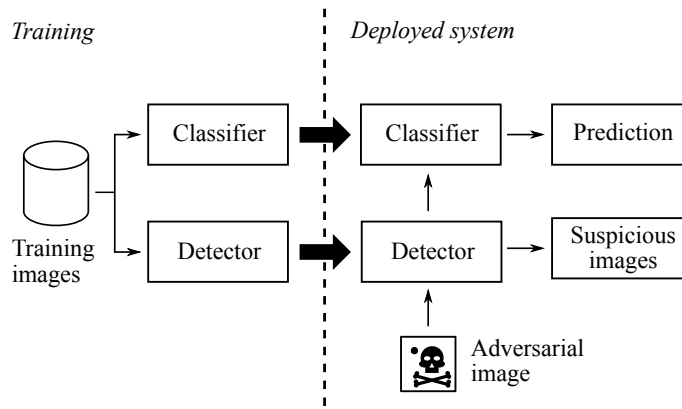 Training
Deployed system
Classifier
Classifier
Prediction
Training
images
Detector
Detector
Suspicious
images
Adversarial
image